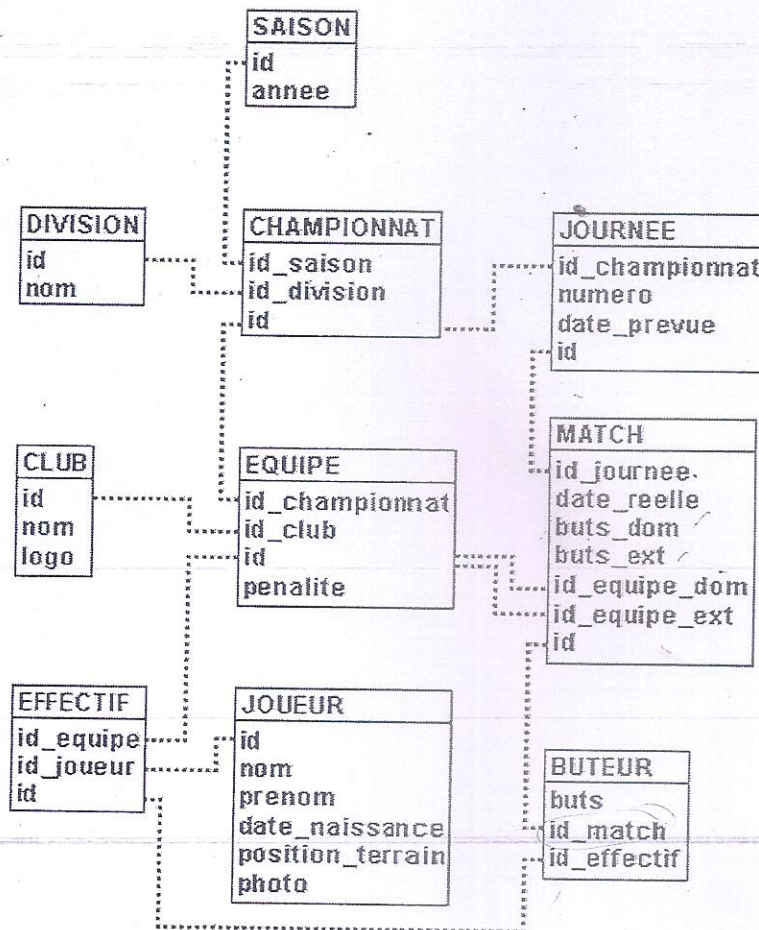 SAISON
id
annee
DIVISION
id
nom
CHAMPIONNAT
id_saison
id_division
id
JOURNEE
id_championnat
numero
date_prevue
id
CLUB
id
nom
logo
EQUIPE
id_championnat
id_club
id
penalite
MATCH
id_journee
date_reelle
buts_dom
buts_ext
id_equipe_dom
id_equipe_ext
id
EFFECTIF
id_equipe
id_joueur
id
JOUEUR
id
nom
prenom
date_naissance
position_terrain
photo
BUTEUR
buts
id_match
id_effectif